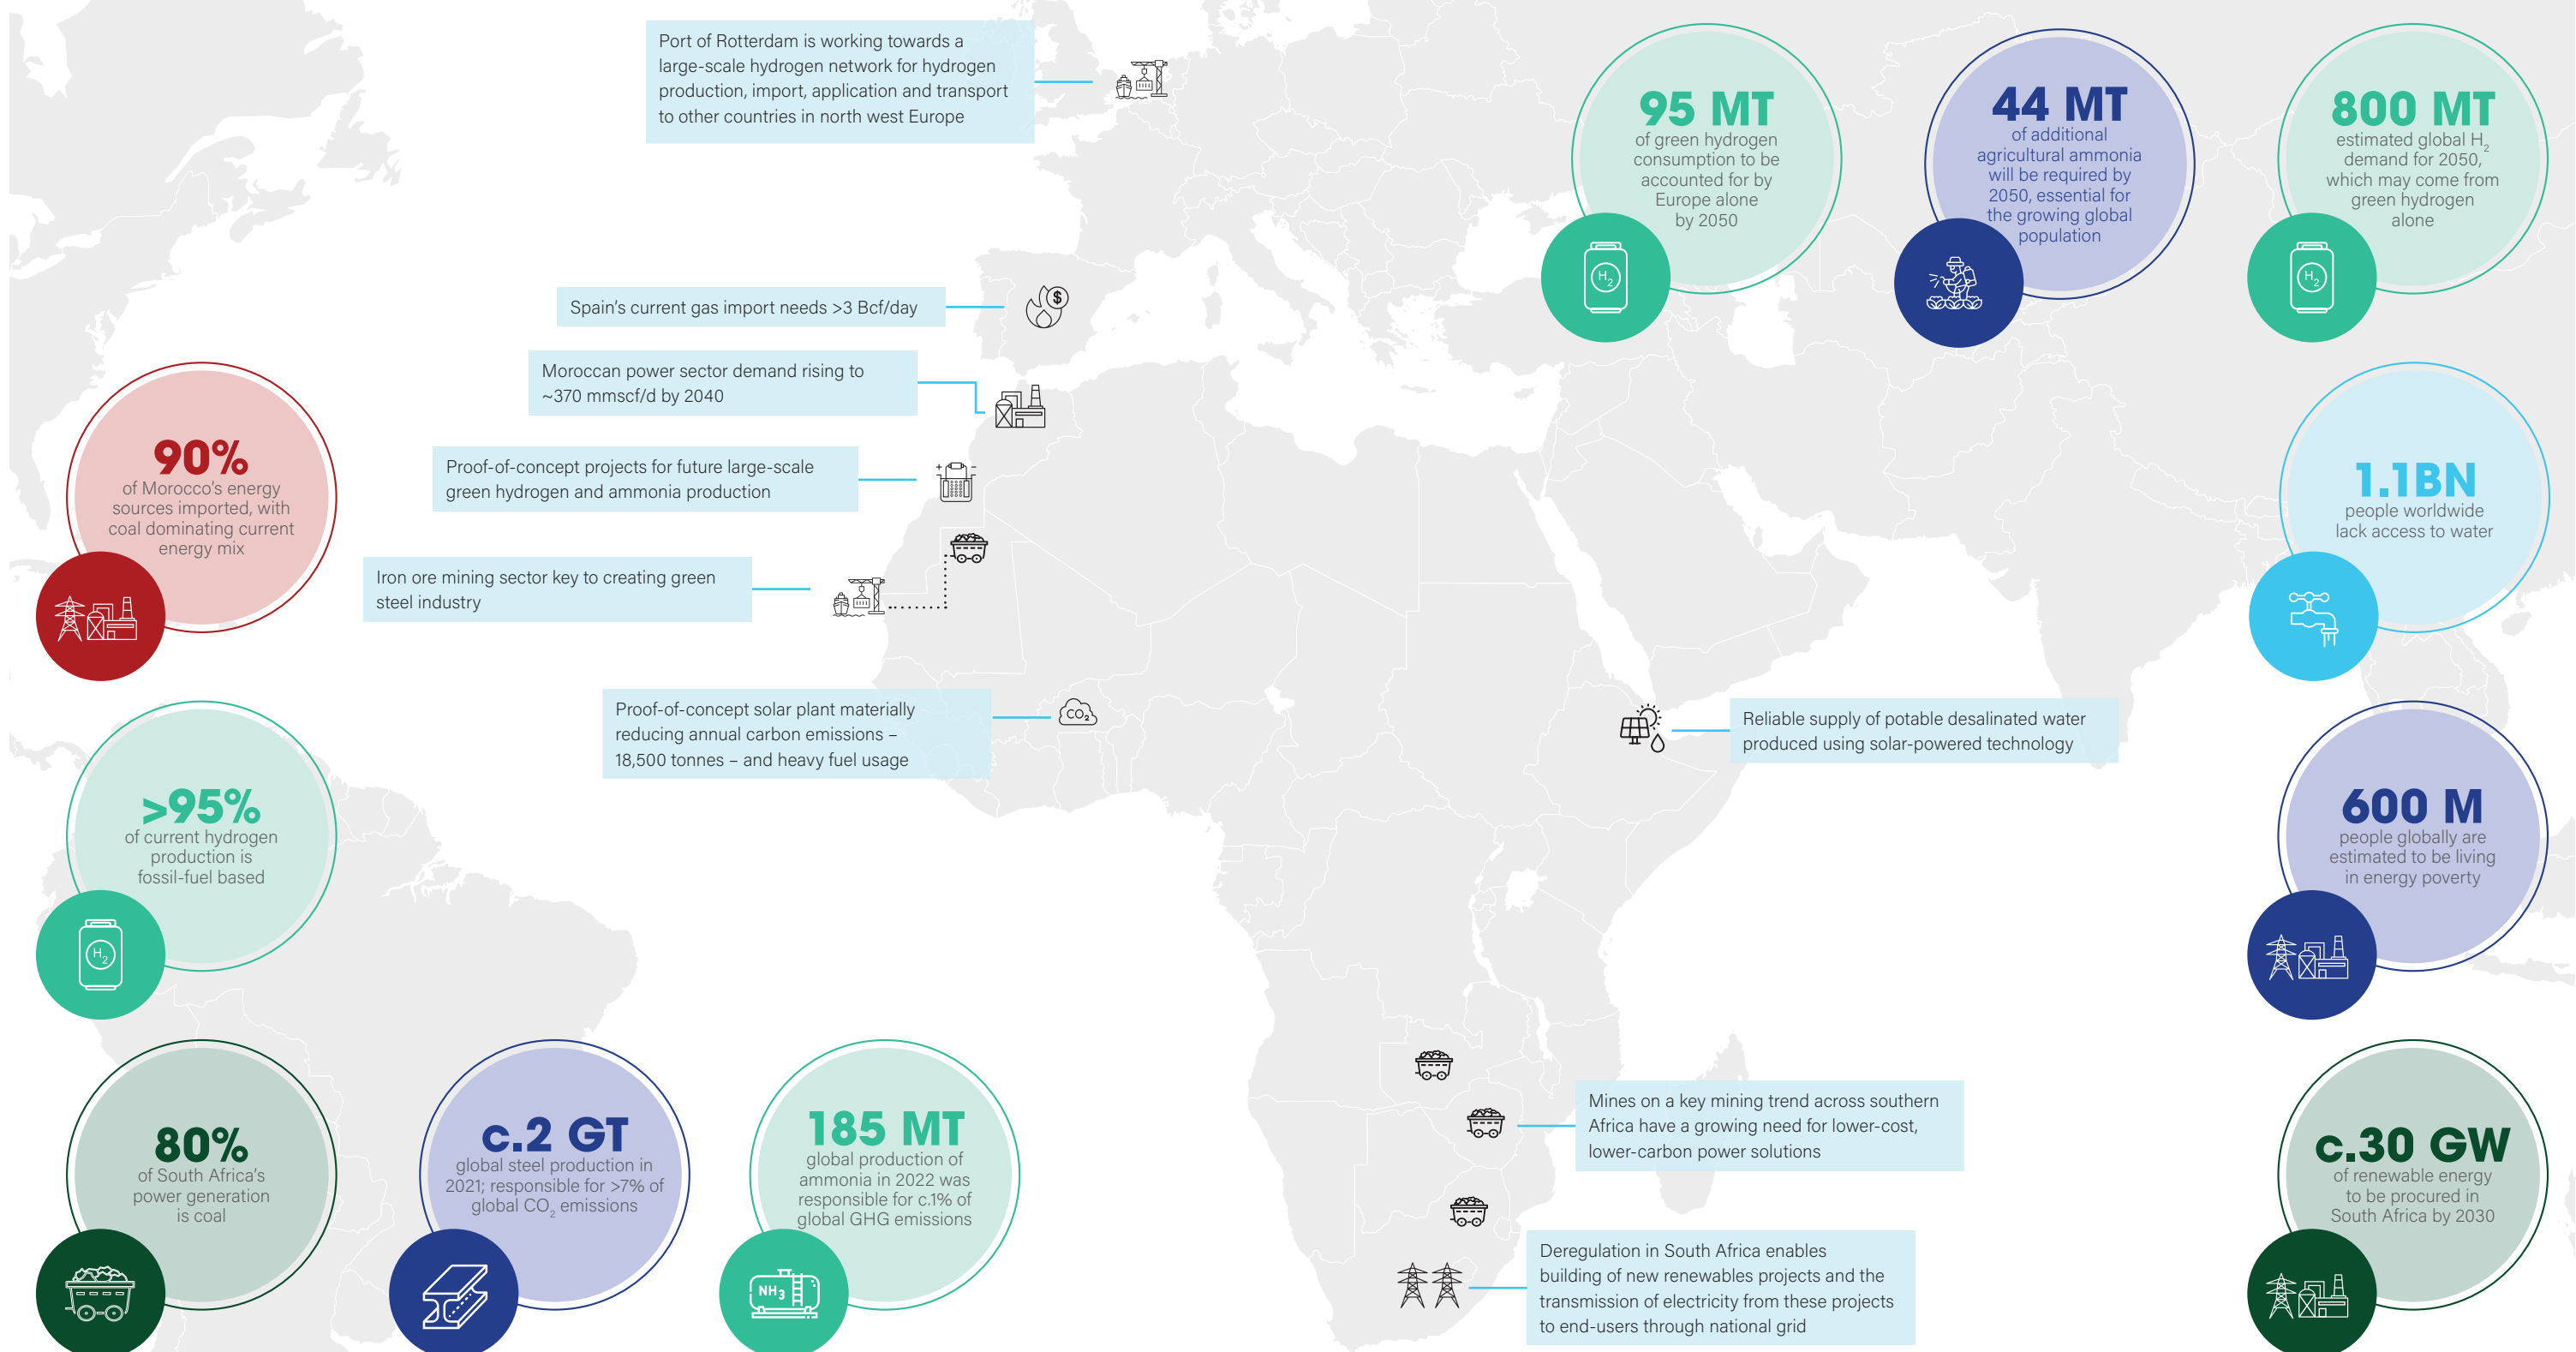 Port of Rotterdam is working towards a
large-scale hydrogen network for hydrogen
production, import, application and transport
to other countries in north west Europe
95 MT
of green hydrogen
consumption to be
accounted for by
Europe alone
by 2050
H2
44 MT
of additional
agricultural ammonia
will be required by
2050, essential for
the growing global
population
800 MT
estimated global H2
demand for 2050,
which may come from
green hydrogen
alone
H2
Spain's current gas import needs >3 Bcf/day
$
Moroccan power sector demand rising to
~370 mmscf/d by 2040
90%
of Morocco's energy
sources imported, with
coal dominating current
energy mix
Proof-of-concept projects for future large-scale
green hydrogen and ammonia production
1.1BN
people worldwide
lack access to water
Iron ore mining sector key to creating green
steel industry
Proof-of-concept solar plant materially
reducing annual carbon emissions –
18,500 tonnes – and heavy fuel usage
CO2
Reliable supply of potable desalinated water
produced using solar-powered technology
>95%
of current hydrogen
production is
fossil-fuel based
H2
600 M
people globally are
estimated to be living
in energy poverty
80%
of South Africa's
power generation
is coal
c.2 GT
global steel production in
2021; responsible for >7% of
global CO2 emissions
185 MT
global production of
ammonia in 2022 was
responsible for c.1% of
global GHG emissions
NH3
Mines on a key mining trend across southern
Africa have a growing need for lower-cost,
lower-carbon power solutions
Deregulation in South Africa enables
building of new renewables projects and the
transmission of electricity from these projects
to end-users through national grid
c.30 GW
of renewable energy
to be procured in
South Africa by 2030